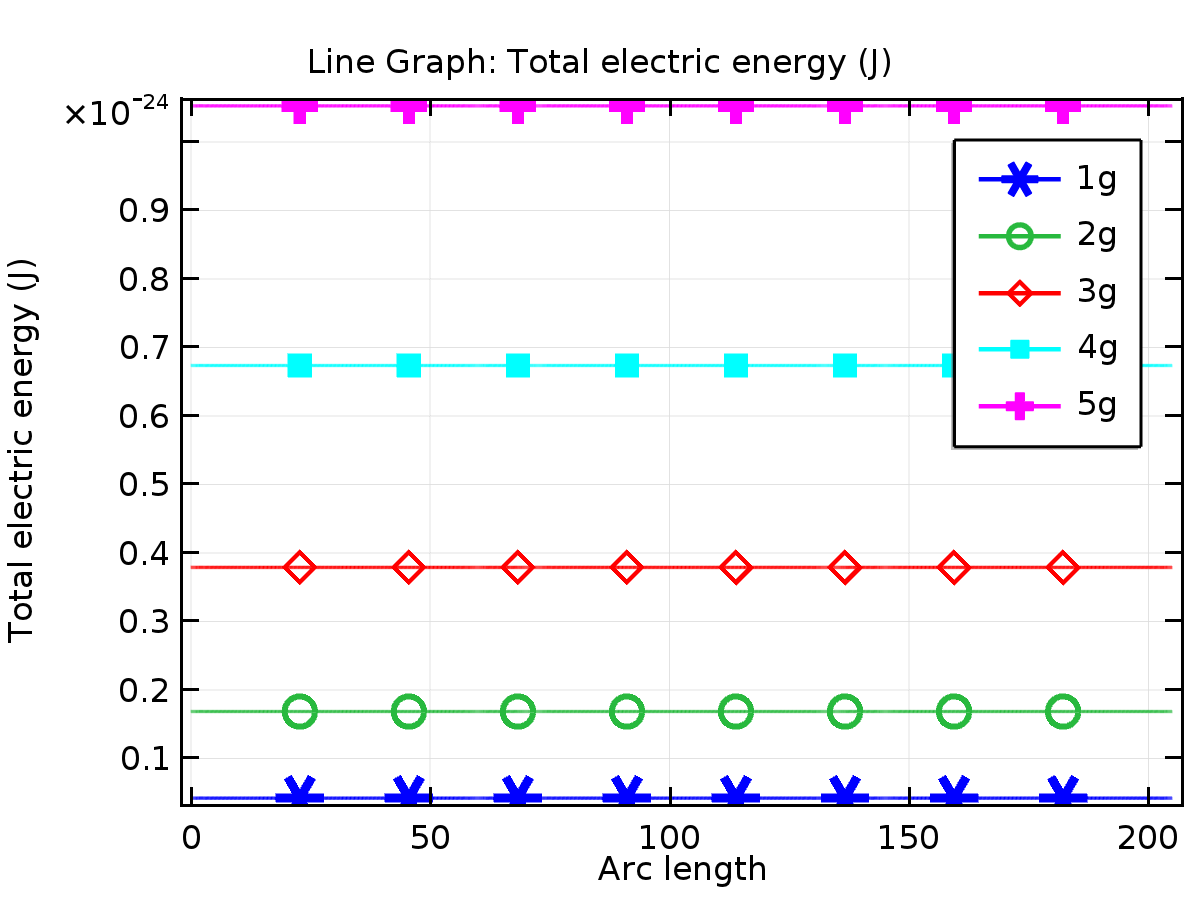 Line Graph: Total electric energy (J)
×10⁻²⁴
0.9
0.8
0.7
0.6
0.5
0.4
0.3
0.2
0.1
Total electric energy (J)
1g
2g
3g
4g
5g
0 50 100 150 200
Arc length